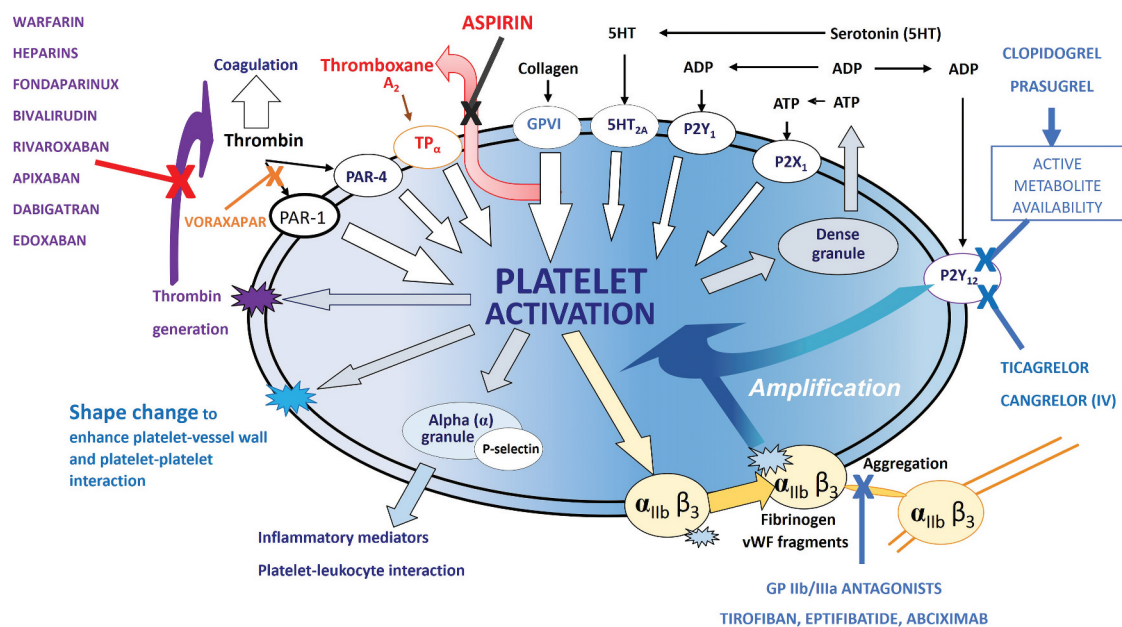 WARFARIN
HEPARINS
FONDAPARINUX
BIVALIRUDIN
RIVAROXABAN
APIXABAN
DABIGATRAN
EDOXABAN
Coagulation
Thrombin
VORAXAPAR
PAR-1
PAR-4
Thromboxane
A2
TPα
ASPIRIN
Collagen
GPVI
5HT
Serotonin (5HT)
5HT2A
ADP
ADP
ADP
P2Y1
ATP
ATP
P2X1
CLOPIDOGREL
PRASUGREL
ACTIVE
METABOLITE
AVAILABILITY
P2Y12
TICAGRELOR
CANGRELOR (IV)
Dense
granule
PLATELET
ACTIVATION
Thrombin
generation
Amplification
Shape change to
enhance platelet-vessel wall
and platelet-platelet
interaction
Alpha (α)
granule
P-selectin
Inflammatory mediators
Platelet-leukocyte interaction
αIIb β3
αIIb β3
Fibrinogen
vWF fragments
Aggregation
αIIb β3
GP IIb/IIIa ANTAGONISTS
TIROFIBAN, EPTIFIBATIDE, ABCIXIMAB